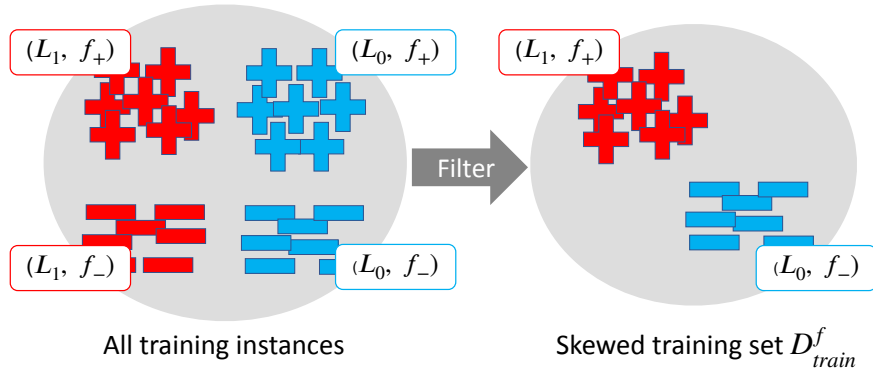 (L₁, f₊) (L₀, f₊) (L₁, f₊)
Filter
(L₁, f₋) (L₀, f₋) (L₀, f₋)
All training instances Skewed training set D^f_train